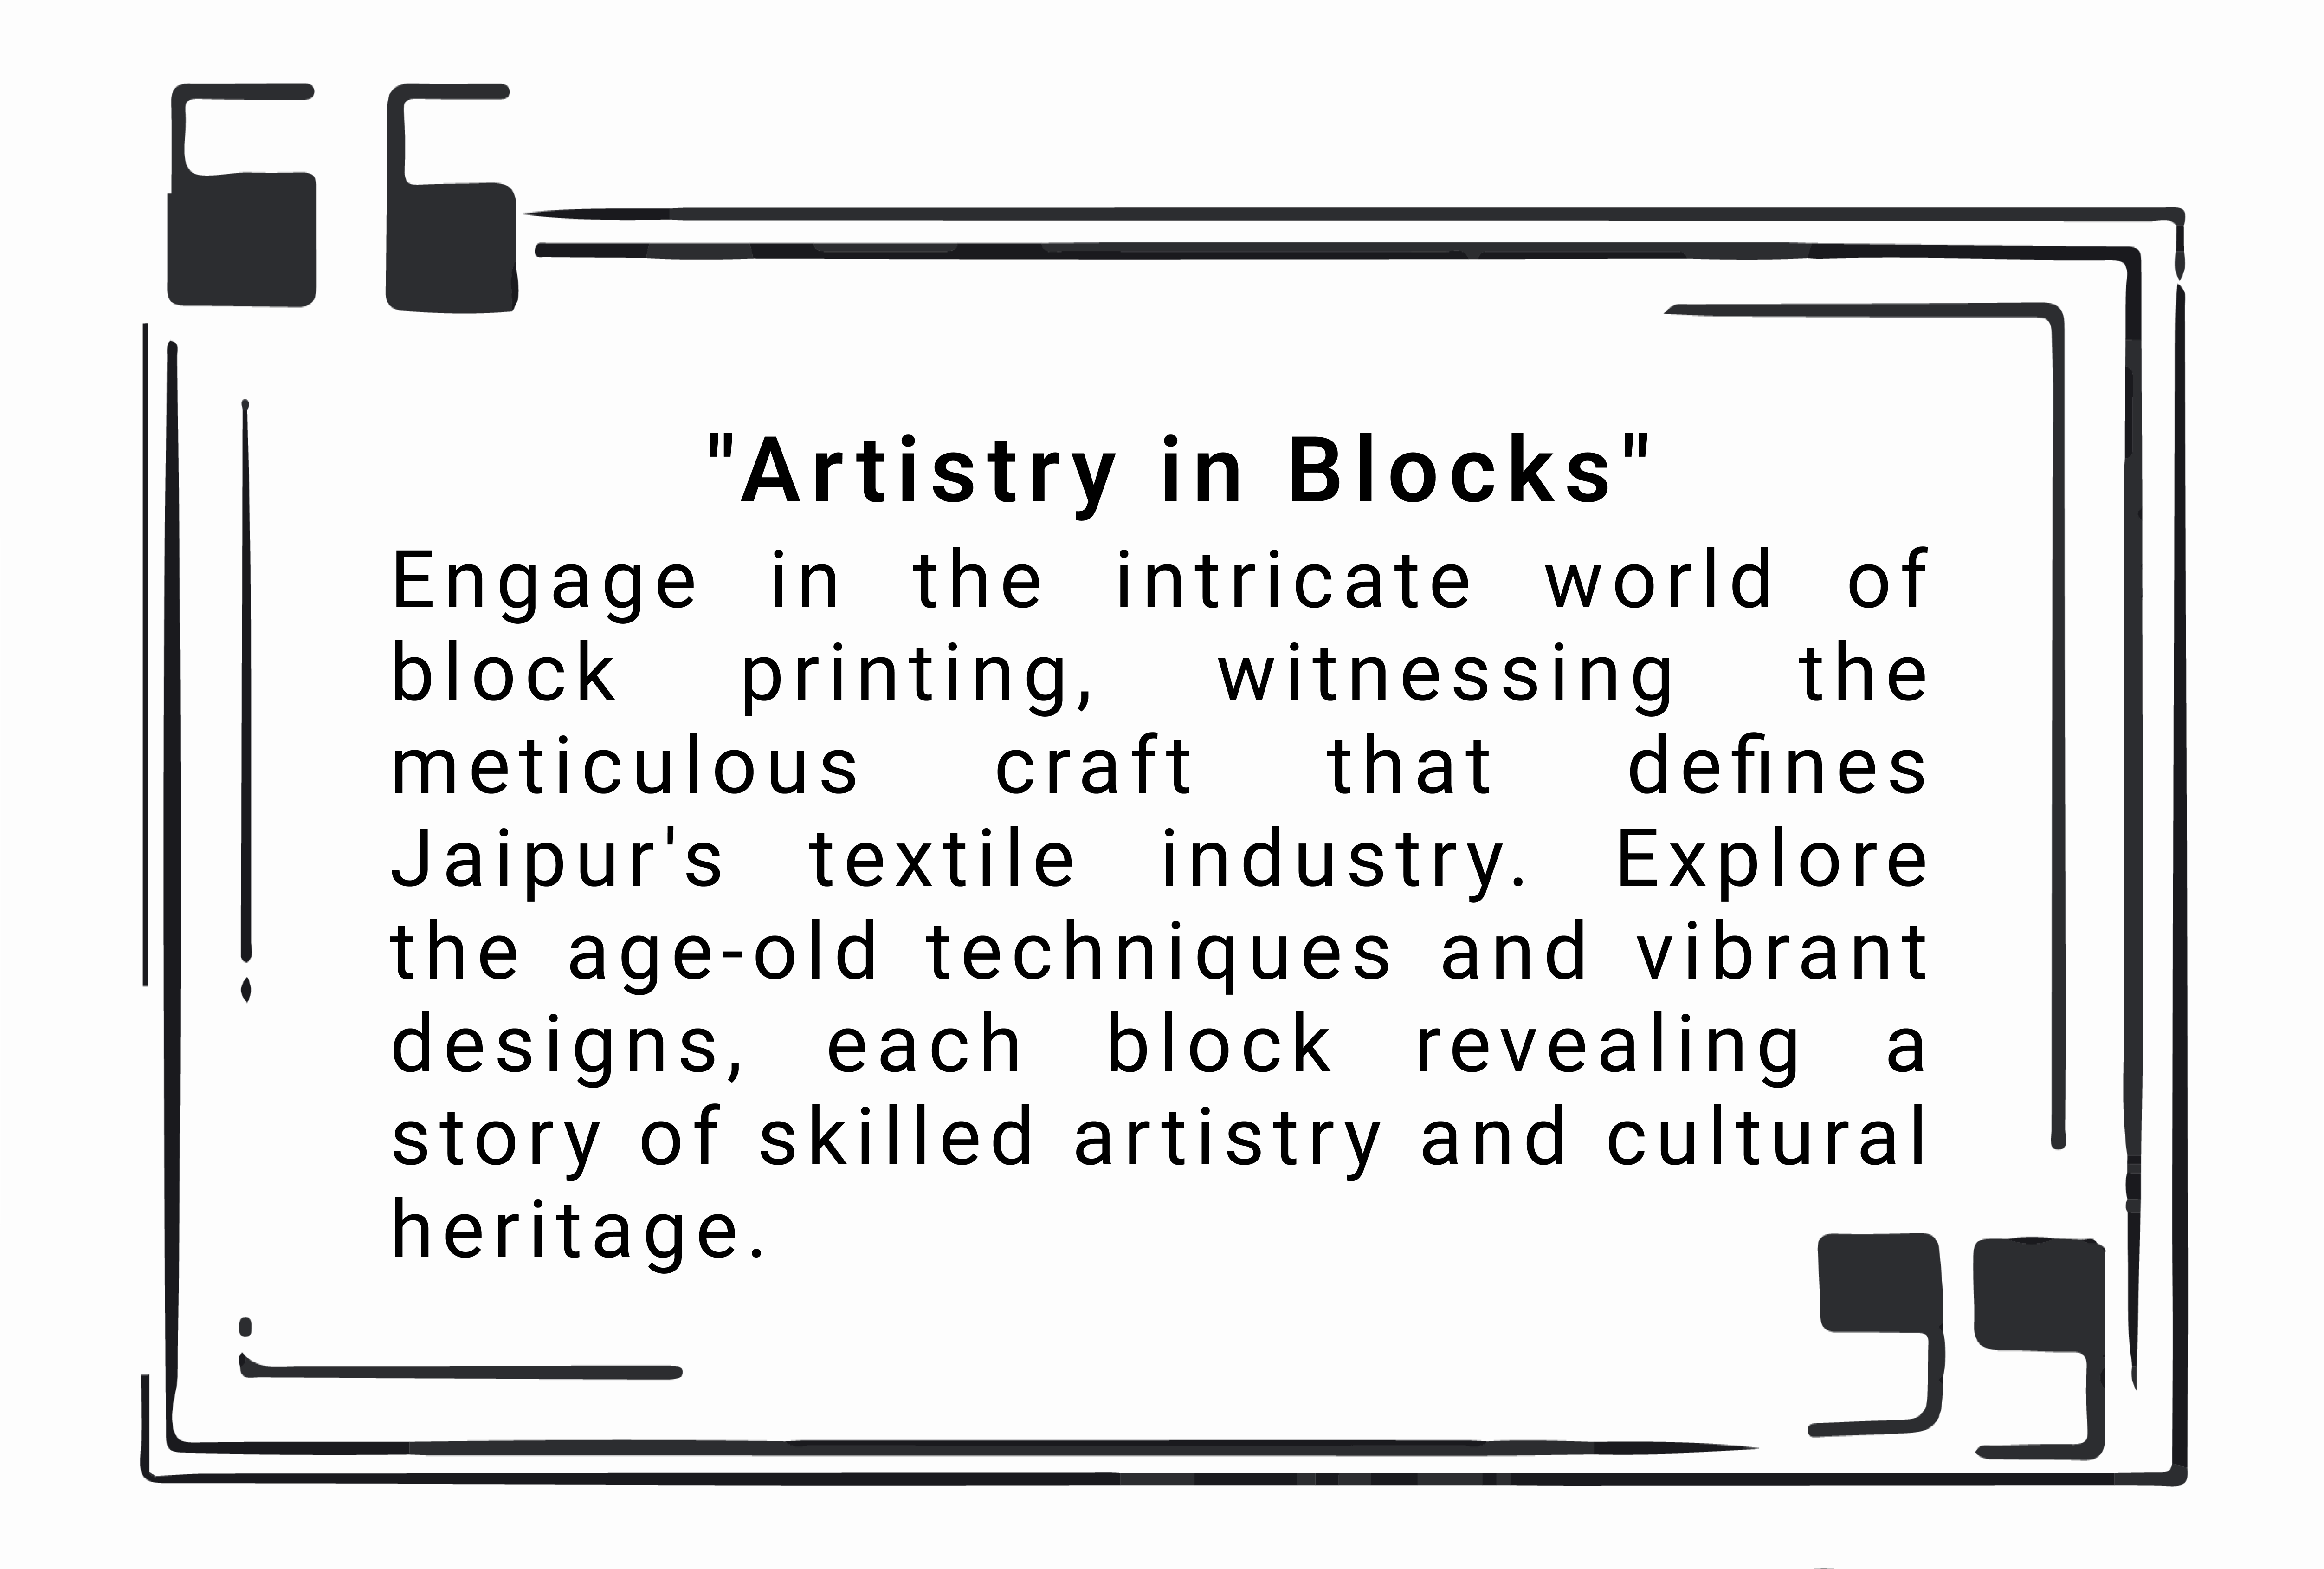 "Artistry in Blocks"
Engage in the intricate world of
block printing, witnessing the
meticulous craft that defines
Jaipur's textile industry. Explore
the age-old techniques and vibrant
designs, each block revealing a
story of skilled artistry and cultural
heritage.